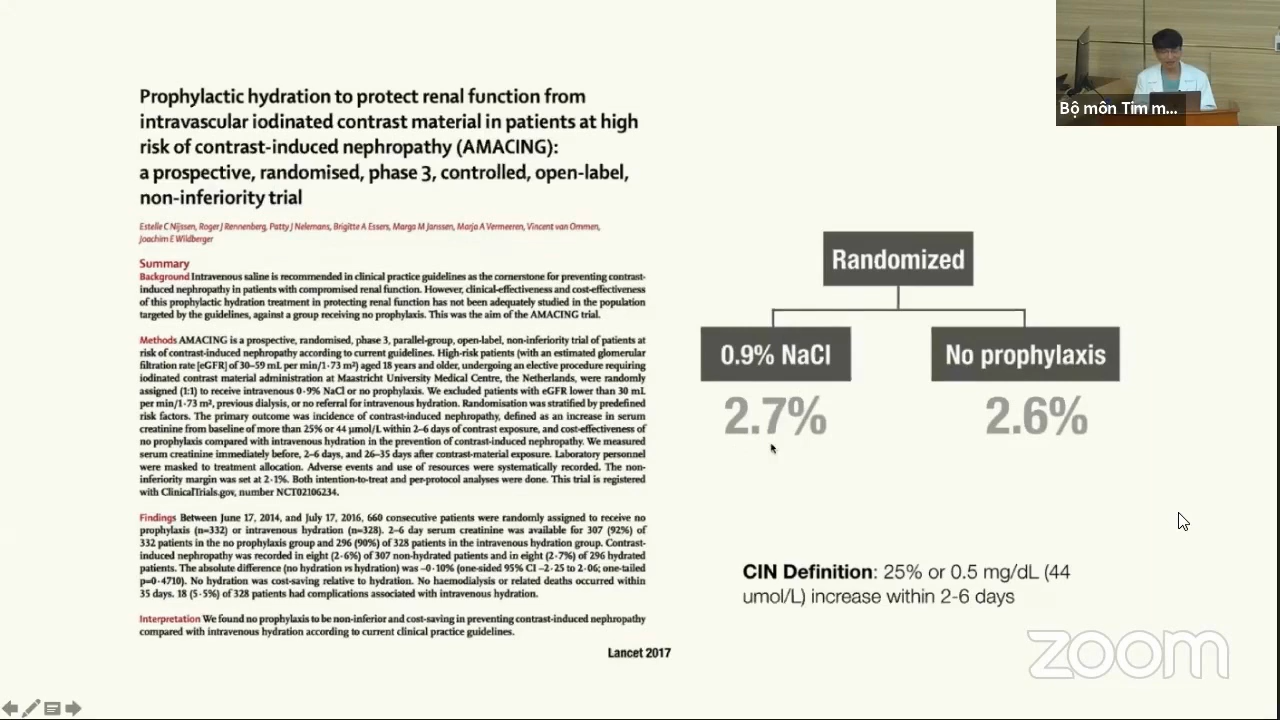 Prophylactic hydration to protect renal function from
intravascular iodinated contrast material in patients at high
risk of contrast-induced nephropathy (AMACING):
a prospective, randomised, phase 3, controlled, open-label,
non-inferiority trial
Estelle C Nijssen, Roger J Rennenberg, Patty J Nelemans, Brigitte A Essers, Marga M Janssen, Marja A Vermeeren, Vincent van Ommen,
Joachim E Wildberger
Summary
Background Intravenous saline is recommended in clinical practice guidelines as the cornerstone for preventing contrast-
induced nephropathy in patients with compromised renal function. However, clinical-effectiveness and cost-effectiveness
of this prophylactic hydration treatment in protecting renal function has not been adequately studied in the population
targeted by the guidelines, against a group receiving no prophylaxis. This was the aim of the AMACING trial.
Methods AMACING is a prospective, randomised, phase 3, parallel-group, open-label, non-inferiority trial of patients at
risk of contrast-induced nephropathy according to current guidelines. High-risk patients (with an estimated glomerular
filtration rate [eGFR] of 30–59 mL per min/1·73 m²) aged 18 years and older, undergoing an elective procedure requiring
iodinated contrast material administration at Maastricht University Medical Centre, the Netherlands, were randomly
assigned (1:1) to receive intravenous 0·9% NaCl or no prophylaxis. We excluded patients with eGFR lower than 30 mL
per min/1·73 m², previous dialysis, or no referral for intravenous hydration. Randomisation was stratified by predefined
risk factors. The primary outcome was incidence of contrast-induced nephropathy, defined as an increase in serum
creatinine from baseline of more than 25% or 44 µmol/L within 2–6 days of contrast exposure, and cost-effectiveness of
no prophylaxis compared with intravenous hydration in the prevention of contrast-induced nephropathy. We measured
serum creatinine immediately before, 2–6 days, and 26–35 days after contrast-material exposure. Laboratory personnel
were masked to treatment allocation. Adverse events and use of resources were systematically recorded. The non-
inferiority margin was set at 2·1%. Both intention-to-treat and per-protocol analyses were done. This trial is registered
with ClinicalTrials.gov, number NCT02106234.
Findings Between June 17, 2014, and July 17, 2016, 660 consecutive patients were randomly assigned to receive no
prophylaxis (n=332) or intravenous hydration (n=328). 2–6 day serum creatinine was available for 307 (92%) of
332 patients in the no prophylaxis group and 296 (90%) of 328 patients in the intravenous hydration group. Contrast-
induced nephropathy was recorded in eight (2·6%) of 307 non-hydrated patients and in eight (2·7%) of 296 hydrated
patients. The absolute difference (no hydration vs hydration) was –0·10% (one-sided 95% CI –2·25 to 2·06; one-tailed
p=0·4710). No hydration was cost-saving relative to hydration. No haemodialysis or related deaths occurred within
35 days. 18 (5·5%) of 328 patients had complications associated with intravenous hydration.
Interpretation We found no prophylaxis to be non-inferior and cost-saving in preventing contrast-induced nephropathy
compared with intravenous hydration according to current clinical practice guidelines.
Lancet 2017
Bộ môn Tim m...
Randomized
0.9% NaCl
No prophylaxis
2.7%
2.6%
CIN Definition: 25% or 0.5 mg/dL (44
umol/L) increase within 2-6 days
zoom